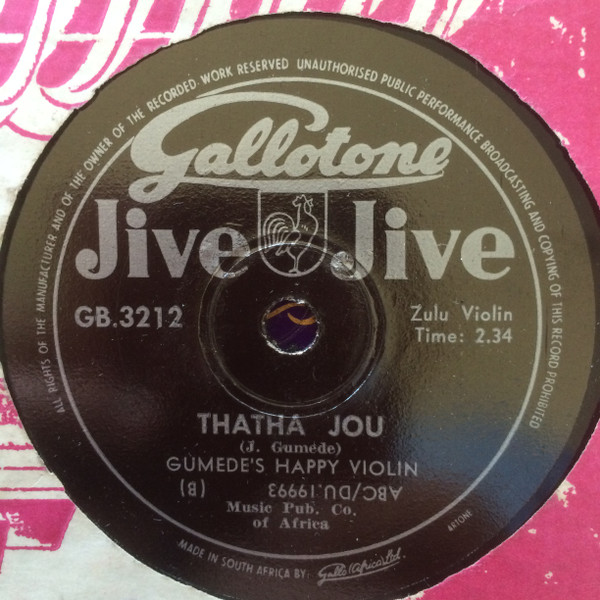 ALL RIGHTS OF THE MANUFACTURER AND OF THE OWNER OF THE RECORDED WORK RESERVED UNAUTHORISED PUBLIC PERFORMANCE BROADCASTING AND COPYING OF THIS RECORD PROHIBITED
Gallotone
Jive Jive
GB.3212
Zulu Violin
Time: 2.34
THATHA JOU
(J. Gumede)
GUMEDE'S HAPPY VIOLIN
ABC/DU.19993 (B)
Music Pub. Co.
of Africa
ARTONE
MADE IN SOUTH AFRICA BY: Gallo (Africa) Ltd.